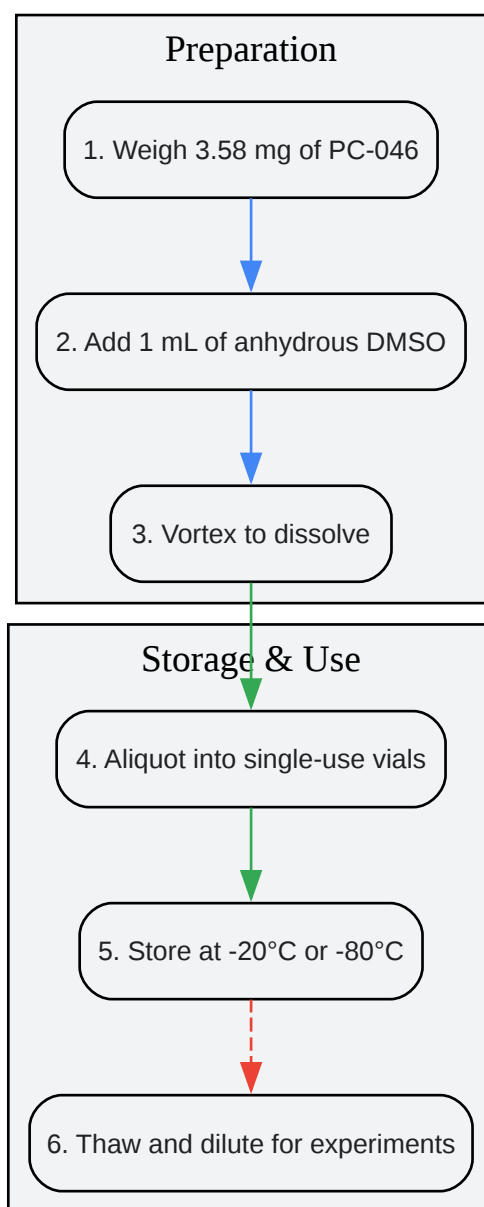 Preparation
1. Weigh 3.58 mg of PC-046
2. Add 1 mL of anhydrous DMSO
3. Vortex to dissolve
Storage & Use
4. Aliquot into single-use vials
5. Store at -20°C or -80°C
6. Thaw and dilute for experiments